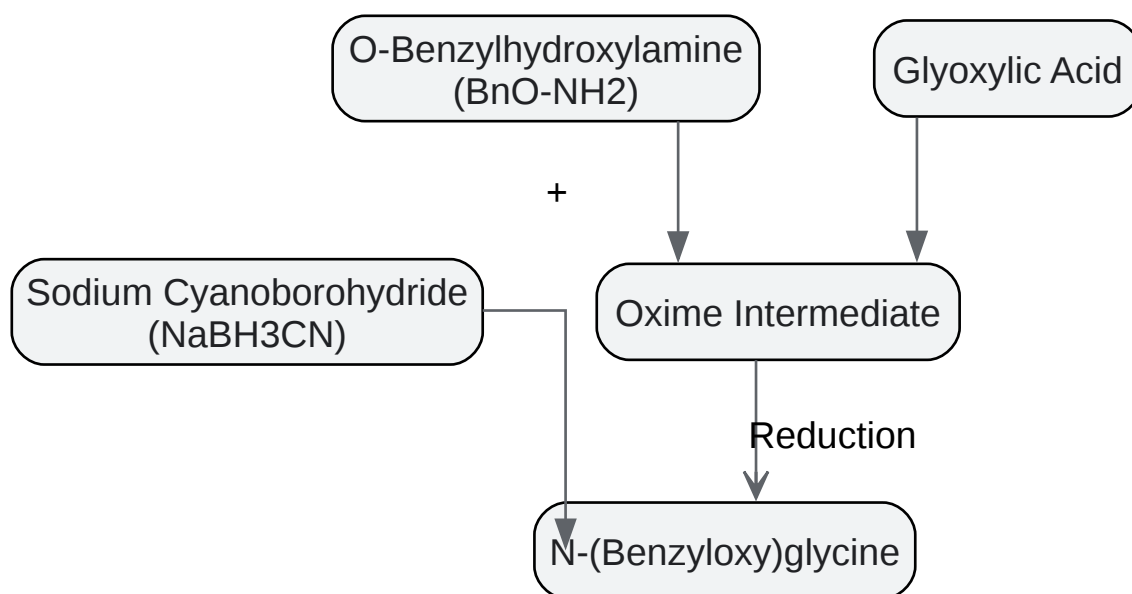 O-Benzylhydroxylamine
(BnO-NH2)
Glyoxylic Acid
+
Sodium Cyanoborohydride
(NaBH3CN)
Oxime Intermediate
Reduction
N-(Benzyloxy)glycine